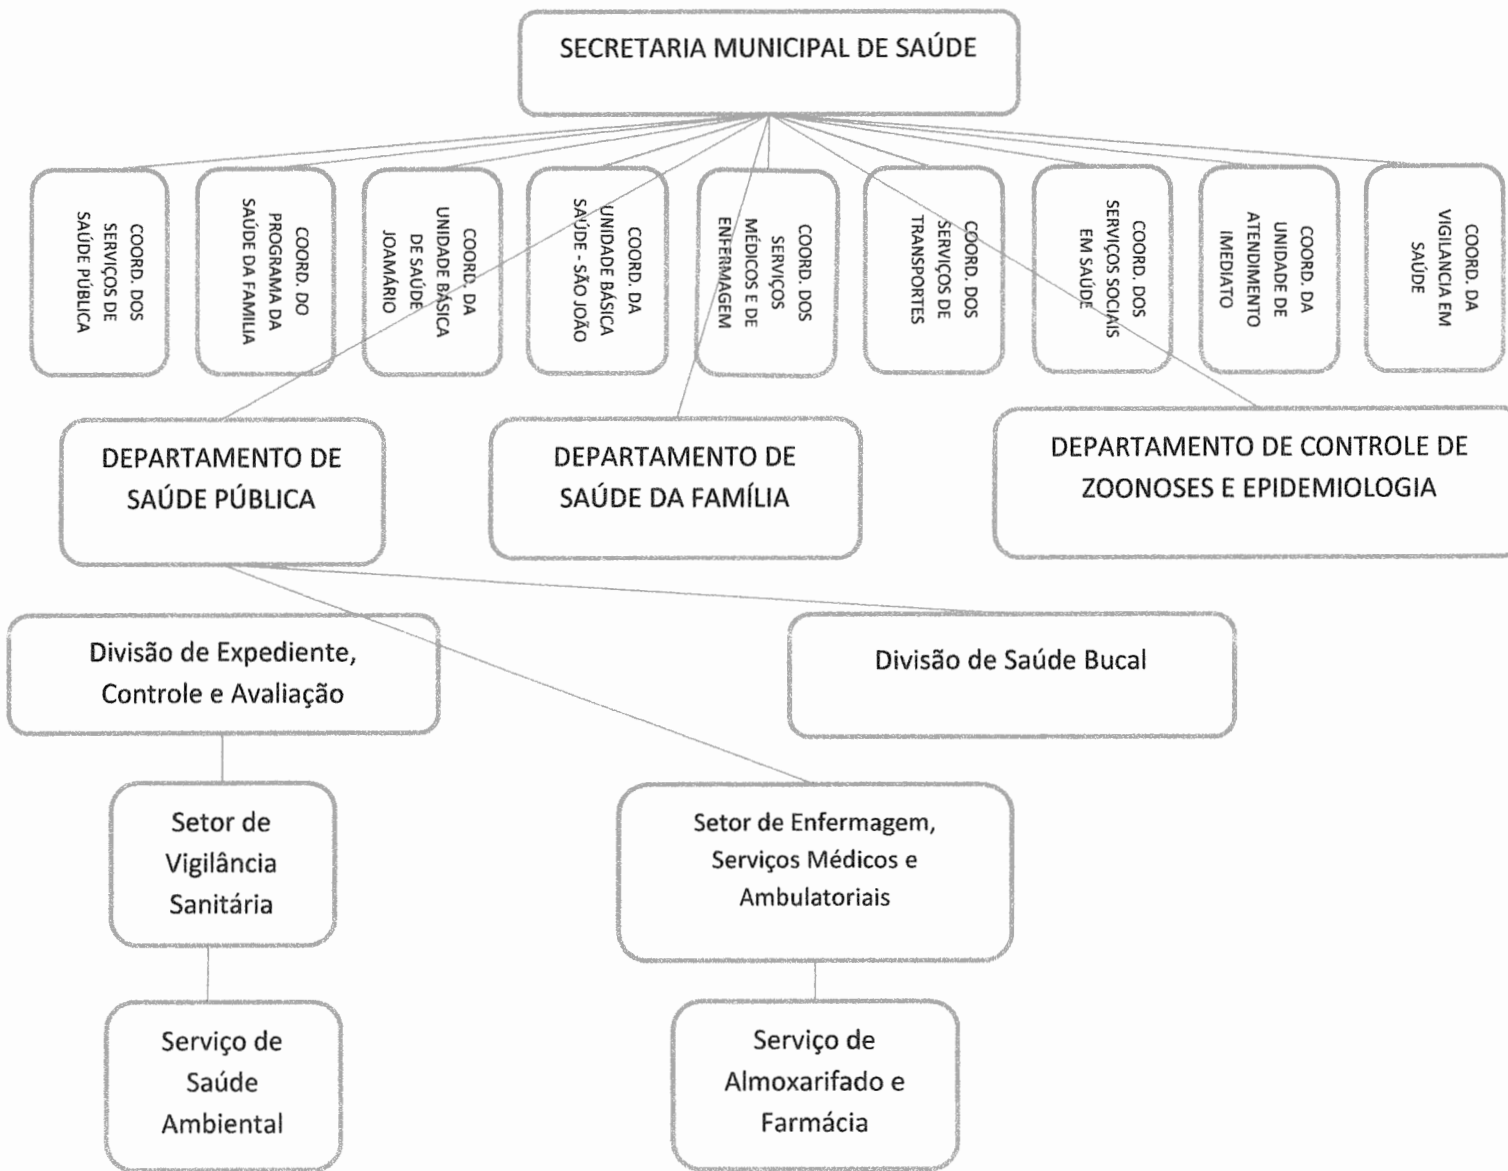 SECRETARIA MUNICIPAL DE SAÚDE
COORD. DOS
SERVIÇOS DE
SAÚDE PÚBLICA
COORD. DO
PROGRAMA DA
SAÚDE DA FAMILIA
COORD. DA
UNIDADE BÁSICA
DE SAÚDE
JOAMÁRIO
COORD. DA
UNIDADE BÁSICA
SAÚDE - SÃO JOÃO
COORD. DOS
SERVIÇOS
MÉDICOS E DE
ENFERMAGEM
COORD. DOS
SERVIÇOS DE
TRANSPORTES
COORD. DOS
SERVIÇOS SOCIAIS
EM SAÚDE
COORD. DA
UNIDADE DE
ATENDIMENTO
IMEDIATO
COORD. DA
VIGILANCIA EM
SAÚDE
DEPARTAMENTO DE
SAÚDE PÚBLICA
DEPARTAMENTO DE
SAÚDE DA FAMÍLIA
DEPARTAMENTO DE CONTROLE DE
ZOONOSES E EPIDEMIOLOGIA
Divisão de Expediente,
Controle e Avaliação
Divisão de Saúde Bucal
Setor de
Vigilância
Sanitária
Setor de Enfermagem,
Serviços Médicos e
Ambulatoriais
Serviço de
Saúde
Ambiental
Serviço de
Almoxarifado e
Farmácia